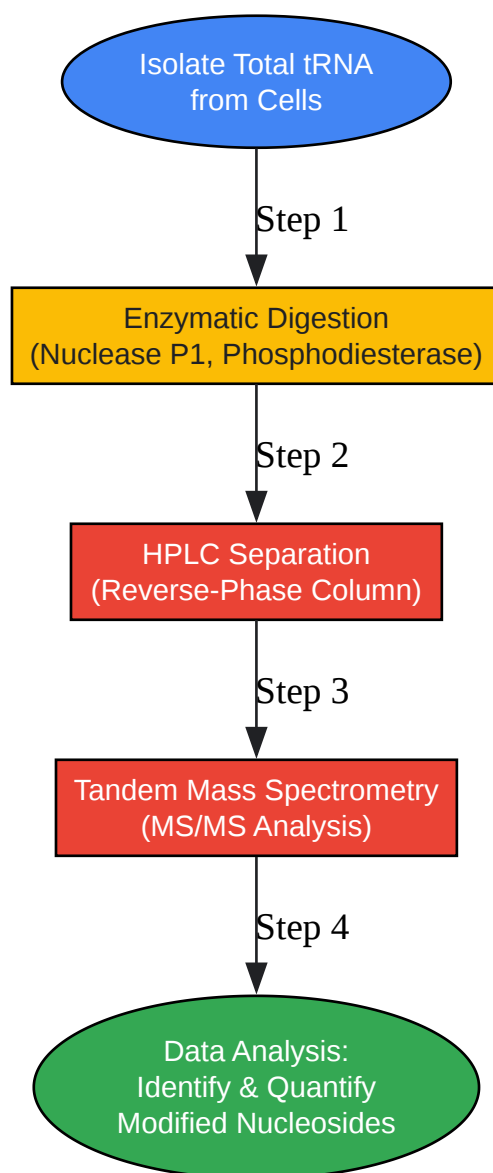 Isolate Total tRNA
from Cells
Step 1
Enzymatic Digestion
(Nuclease P1, Phosphodiesterase)
Step 2
HPLC Separation
(Reverse-Phase Column)
Step 3
Tandem Mass Spectrometry
(MS/MS Analysis)
Step 4
Data Analysis:
Identify & Quantify
Modified Nucleosides